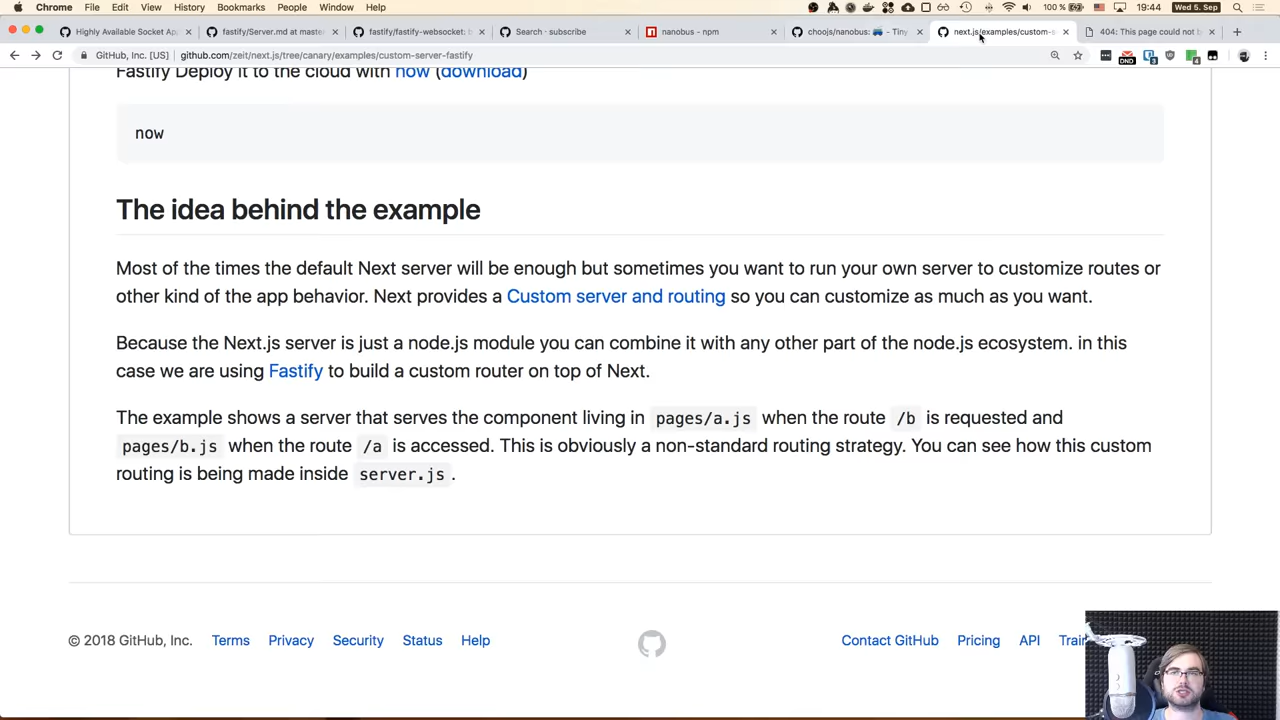 Chrome File Edit View History Bookmarks People Window Help 100 % Wed 5. Sep 19:44
Highly Available Socket Ap
fastify/Server.md at master
fastify/fastify-websocket: b
Search · subscribe
nanobus - npm
choojs/nanobus: 🚎 - Tiny
next.js/examples/custom-s
404: This page could not b
GitHub, Inc. [US] github.com/zeit/next.js/tree/canary/examples/custom-server-fastify
DND
Fastify Deploy it to the cloud with now (download)
now
The idea behind the example
Most of the times the default Next server will be enough but sometimes you want to run your own server to customize routes or
other kind of the app behavior. Next provides a Custom server and routing so you can customize as much as you want.
Because the Next.js server is just a node.js module you can combine it with any other part of the node.js ecosystem. in this
case we are using Fastify to build a custom router on top of Next.
The example shows a server that serves the component living in pages/a.js when the route /b is requested and
pages/b.js when the route /a is accessed. This is obviously a non-standard routing strategy. You can see how this custom
routing is being made inside server.js.
© 2018 GitHub, Inc. Terms Privacy Security Status Help Contact GitHub Pricing API Train